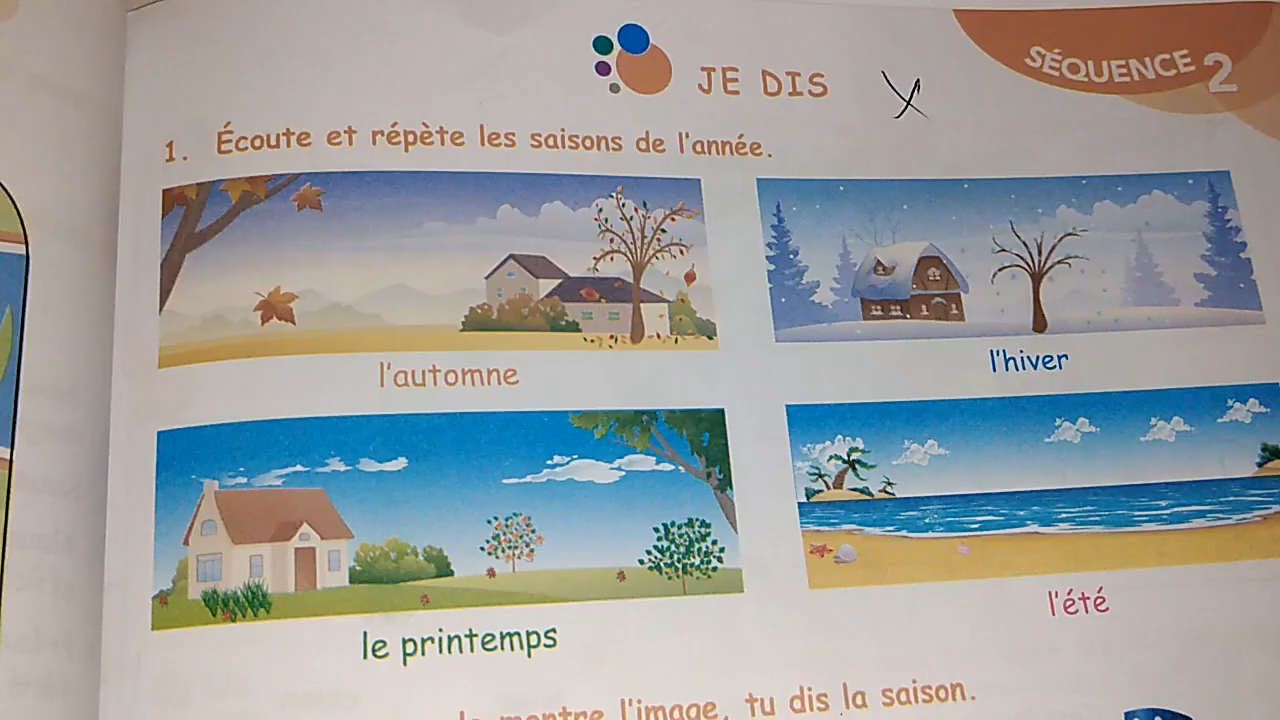 SÉQUENCE 2
JE DIS
1. Écoute et répète les saisons de l'année.
l'automne
l'hiver
le printemps
l'été
montre l'image, tu dis la saison.